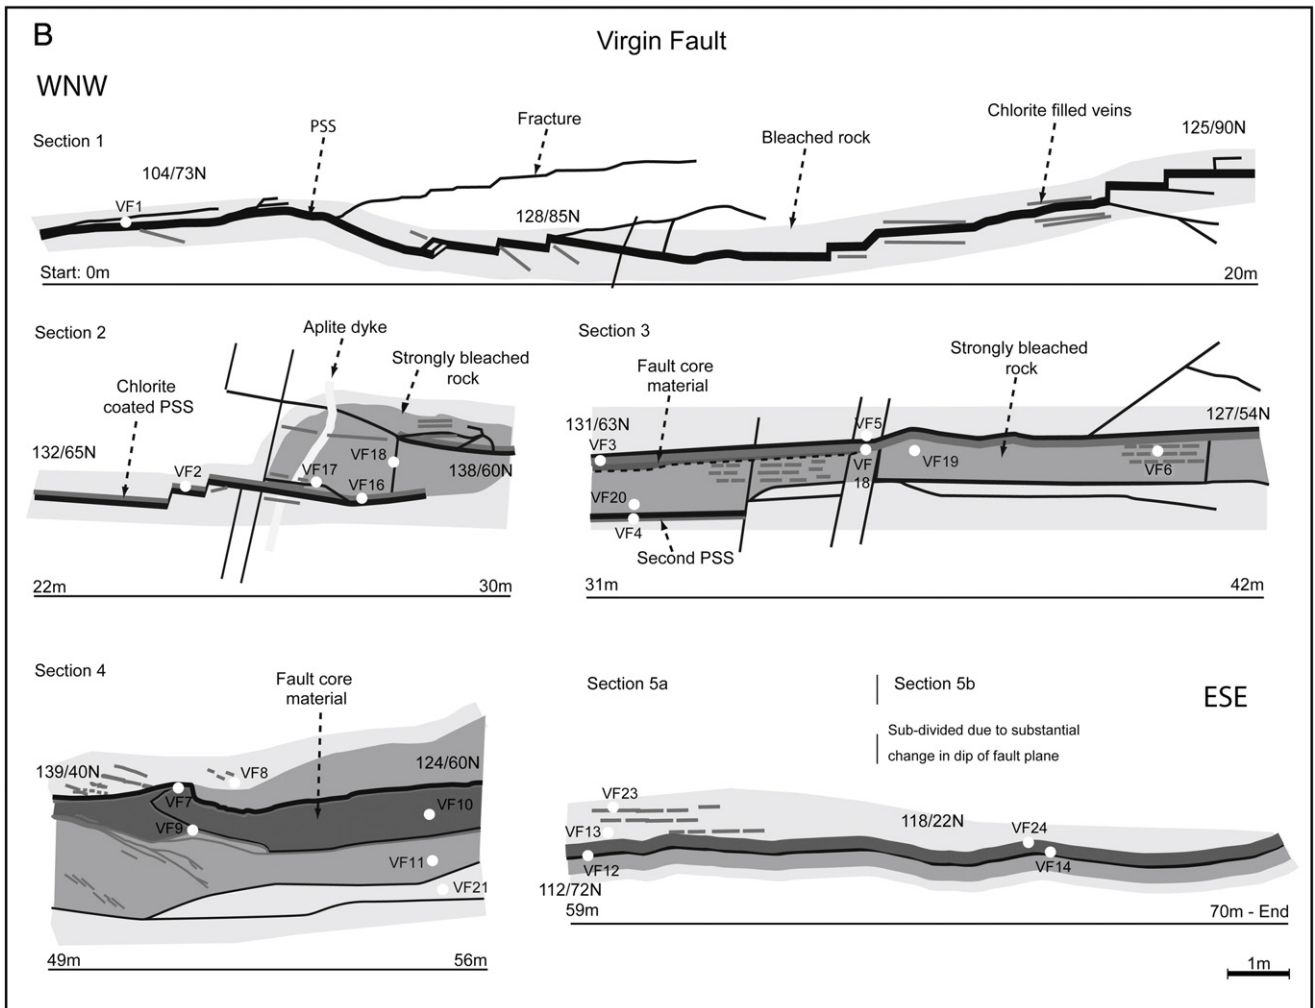 B
Virgin Fault
WNW
Section 1
PSS
Fracture
Bleached rock
Chlorite filled veins
125/90N
104/73N
VF1
128/85N
Start: 0m
20m
Section 2
Aplite dyke
Strongly bleached
rock
Chlorite
coated PSS
132/65N
VF2
VF17
VF18
VF16
138/60N
22m
30m
Section 3
Fault core
material
Strongly bleached
rock
131/63N
VF3
VF5
VF
18
VF19
VF6
127/54N
VF20
VF4
Second PSS
31m
42m
Section 4
Fault core
material
139/40N
VF8
124/60N
VF7
VF10
VF9
VF11
VF21
49m
56m
Section 5a
Section 5b
ESE
Sub-divided due to substantial
change in dip of fault plane
VF23
VF13
118/22N
VF24
VF12
VF14
112/72N
59m
70m - End
1m